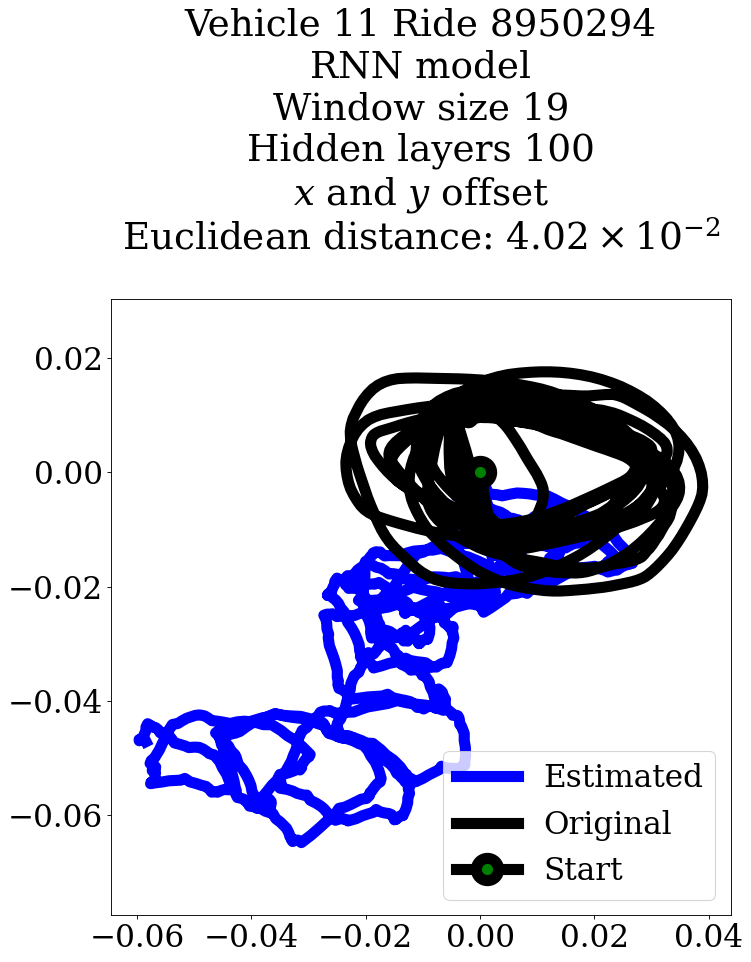 Vehicle 11 Ride 8950294
RNN model
Window size 19
Hidden layers 100
x and y offset
Euclidean distance: 4.02 × 10⁻²
0.02
0.00
−0.02
−0.04
−0.06
Estimated
Original
Start
−0.06 −0.04 −0.02 0.00 0.02 0.04